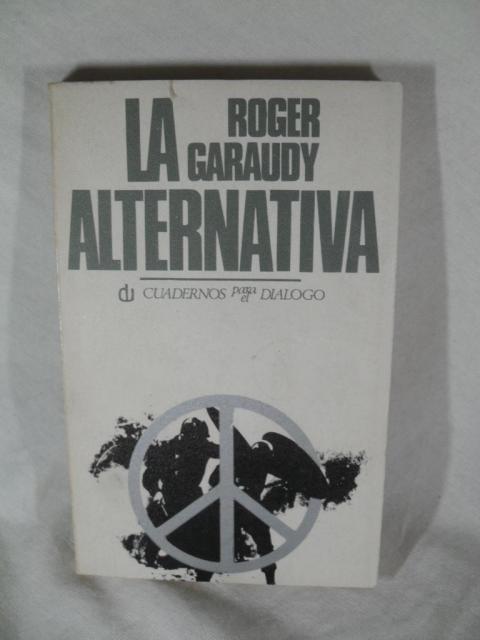 ROGER
LA GARAUDY
ALTERNATIVA
CUADERNOS para el DIALOGO